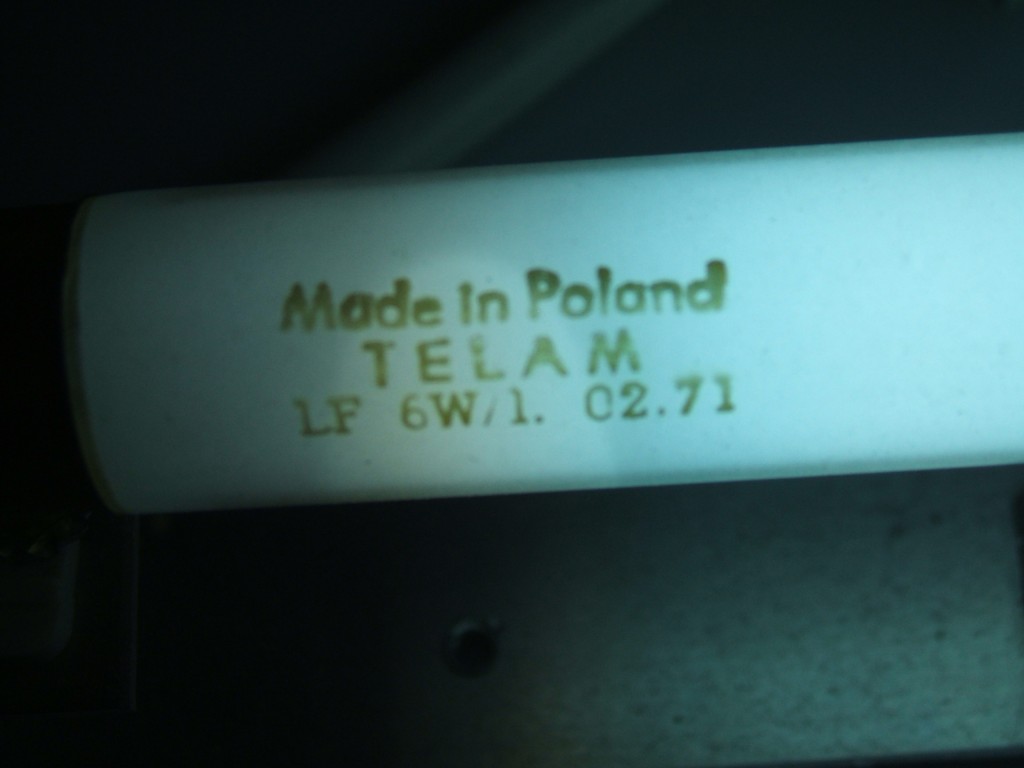 Made in Poland
TELAM
LF 6W/1. 02.71